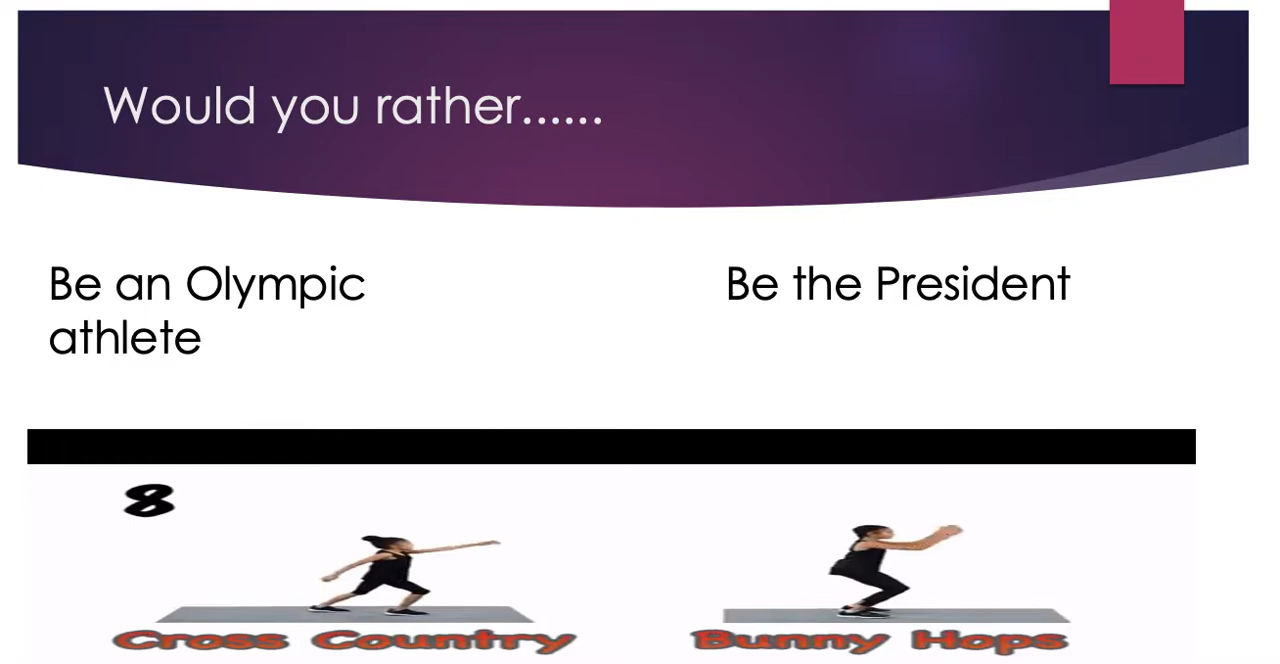 Would you rather......
Be an Olympic
athlete
Be the President
8
Cross Country
Bunny Hops